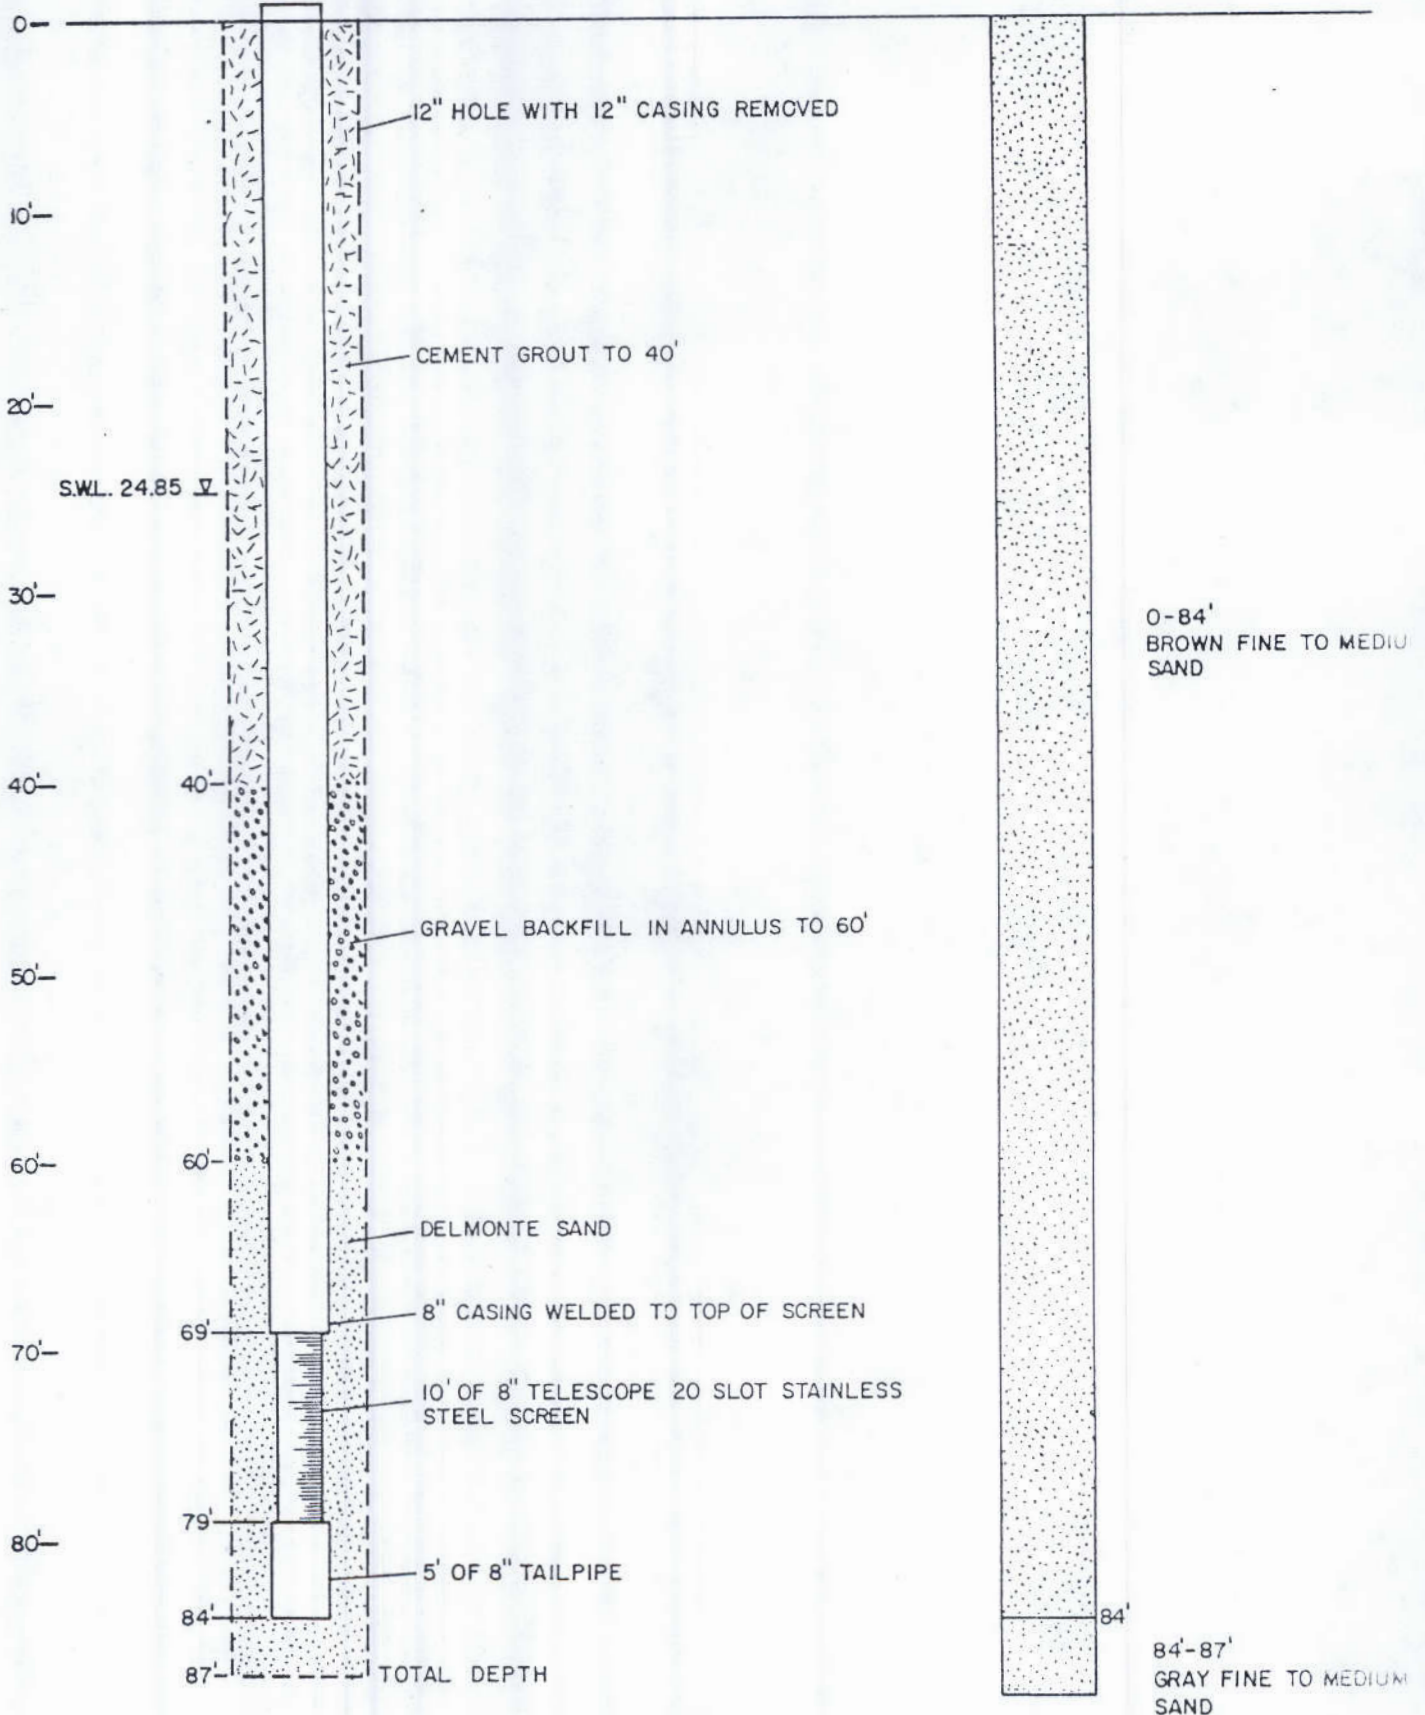 0
12" HOLE WITH 12" CASING REMOVED
10'
CEMENT GROUT TO 40'
20'
S.W.L. 24.85
30'
0-84'
BROWN FINE TO MEDIU
SAND
40'
40'
GRAVEL BACKFILL IN ANNULUS TO 60'
50'
60'
60'
DELMONTE SAND
8" CASING WELDED TO TOP OF SCREEN
69'
70'
10' OF 8" TELESCOPE 20 SLOT STAINLESS
STEEL SCREEN
79'
80'
5' OF 8" TAILPIPE
84'
84'
87'
TOTAL DEPTH
84'-87'
GRAY FINE TO MEDIUM
SAND